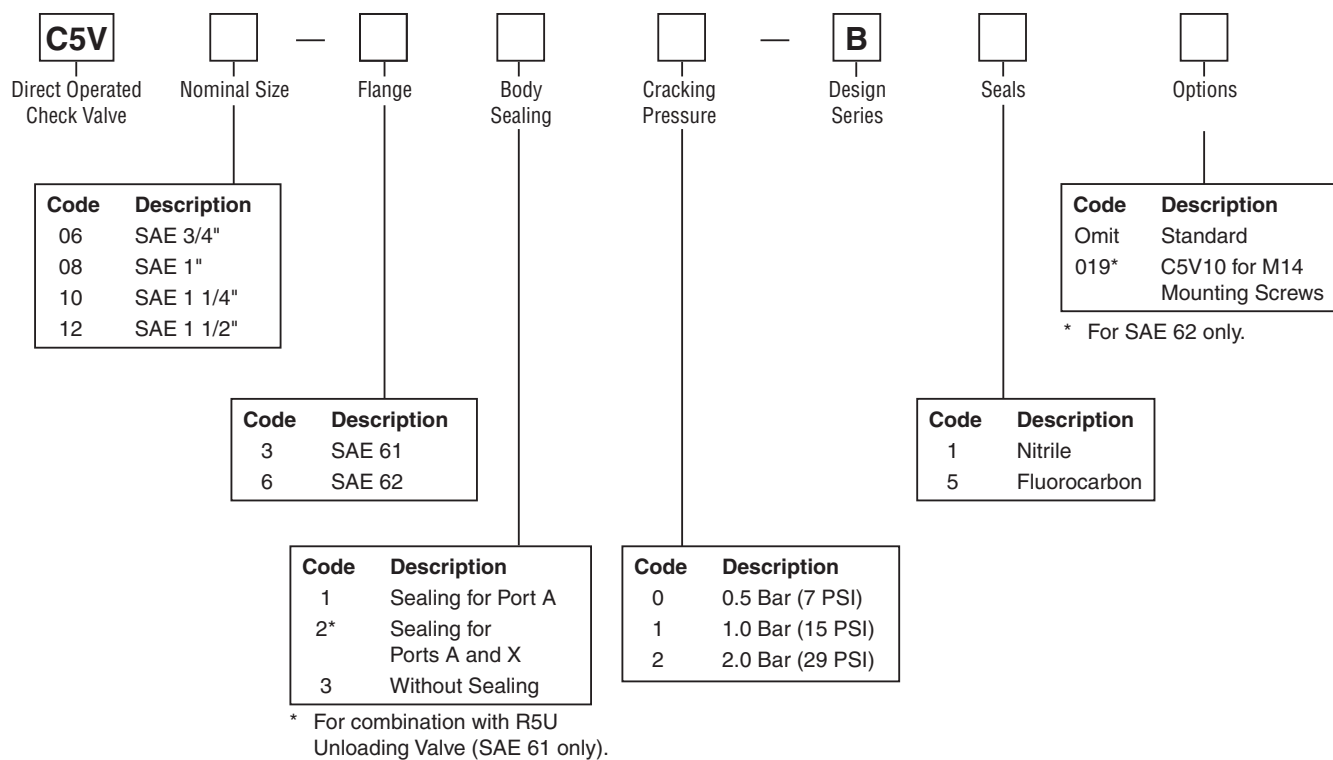 C5V — — B
Direct Operated
Check Valve
Nominal Size
Flange
Body
Sealing
Cracking
Pressure
Design
Series
Seals
Options
Code Description
06 SAE 3/4"
08 SAE 1"
10 SAE 1 1/4"
12 SAE 1 1/2"
Code Description
Omit Standard
019* C5V10 for M14
Mounting Screws
* For SAE 62 only.
Code Description
3 SAE 61
6 SAE 62
Code Description
1 Nitrile
5 Fluorocarbon
Code Description
1 Sealing for Port A
2* Sealing for
Ports A and X
3 Without Sealing
* For combination with R5U
Unloading Valve (SAE 61 only).
Code Description
0 0.5 Bar (7 PSI)
1 1.0 Bar (15 PSI)
2 2.0 Bar (29 PSI)